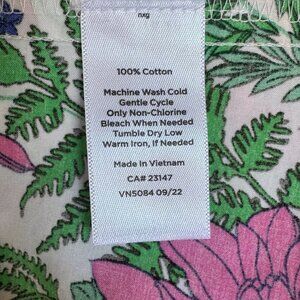 nxg
100% Cotton
Machine Wash Cold
Gentle Cycle
Only Non-Chlorine
Bleach When Needed
Tumble Dry Low
Warm Iron, If Needed
Made In Vietnam
CA# 23147
VN5084 09/22